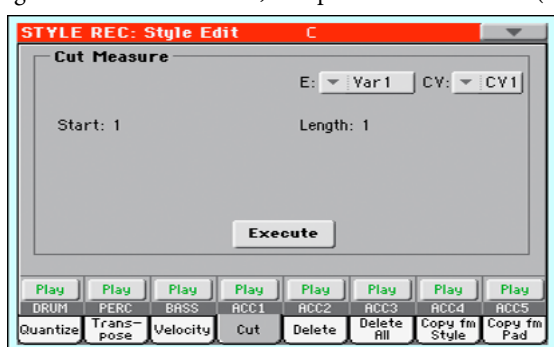 STYLE REC: Style Edit C
Cut Measure
E: Var1 CV: CV1
Start: 1 Length: 1
Execute
Play Play Play Play Play Play Play Play
DRUM PERC BASS ACC1 ACC2 ACC3 ACC4 ACC5
Quantize Trans-pose Velocity Cut Delete Delete All Copy fm Style Copy fm Pad